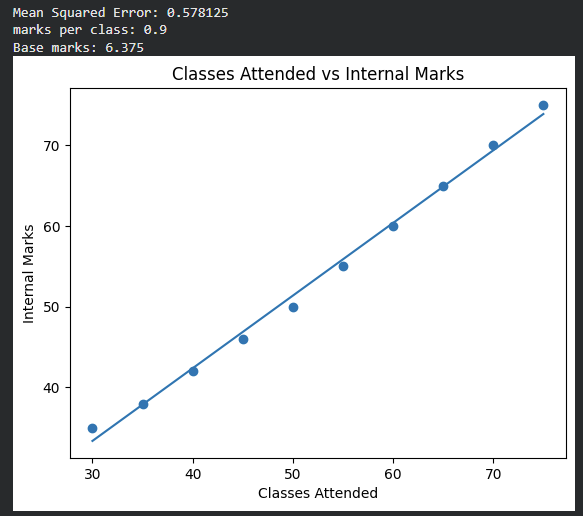 Mean Squared Error: 0.578125
marks per class: 0.9
Base marks: 6.375
Classes Attended vs Internal Marks
70
60
50
40
Internal Marks
30 40 50 60 70
Classes Attended